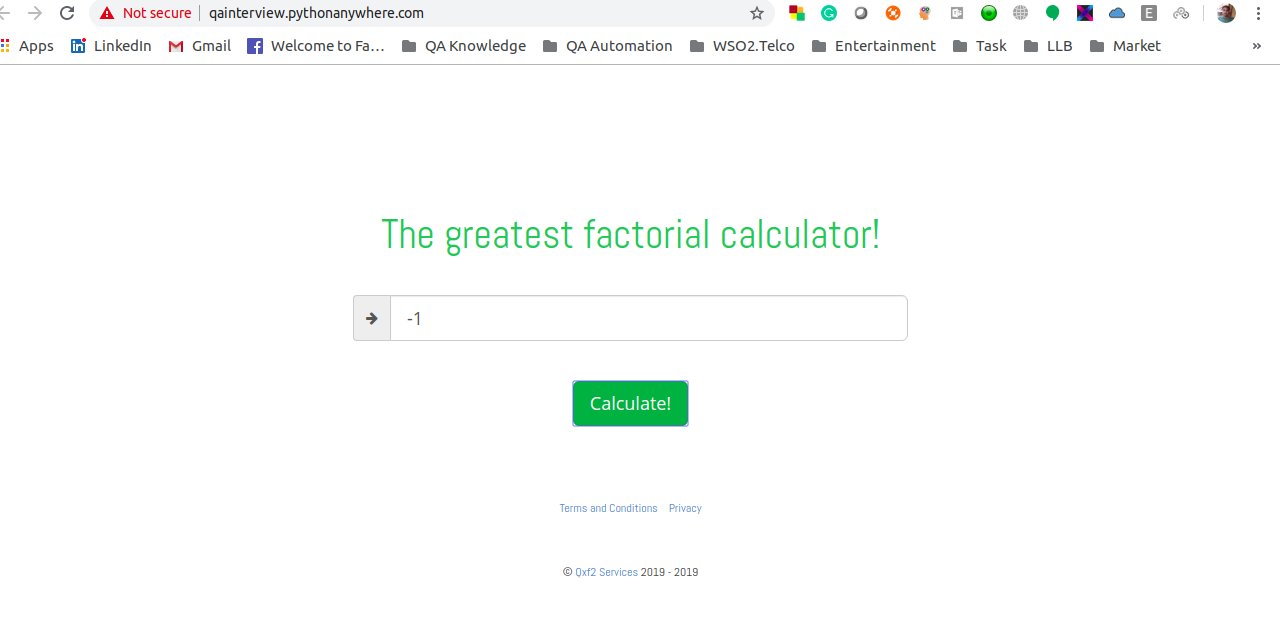 Not secure | qainterview.pythonanywhere.com
Apps LinkedIn Gmail Welcome to Fa... QA Knowledge QA Automation WSO2.Telco Entertainment Task LLB Market »
The greatest factorial calculator!
-1
Calculate!
Terms and Conditions Privacy
© Qxf2 Services 2019 - 2019